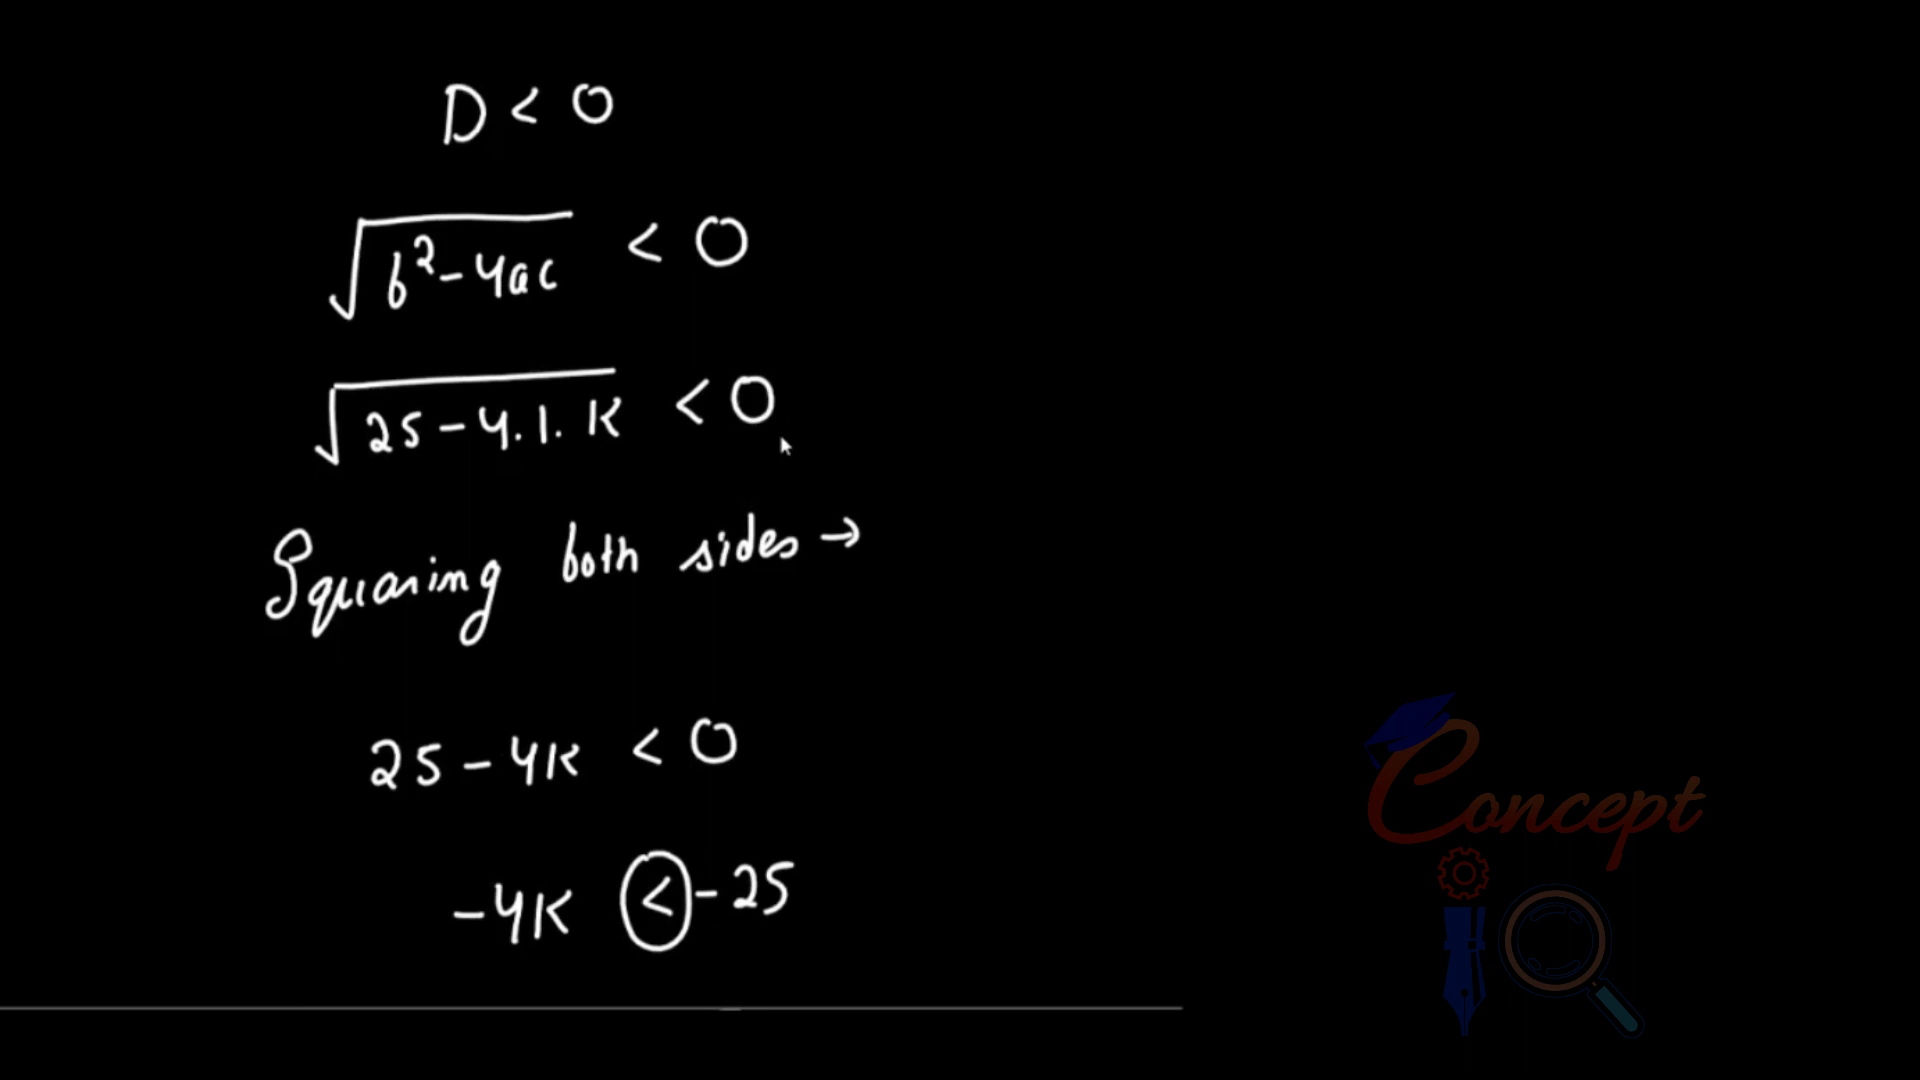 D < 0
√b²-4ac < 0
√25-4.1.K < 0
Squaring both sides →
25-4K < 0
-4K < -25
Concept